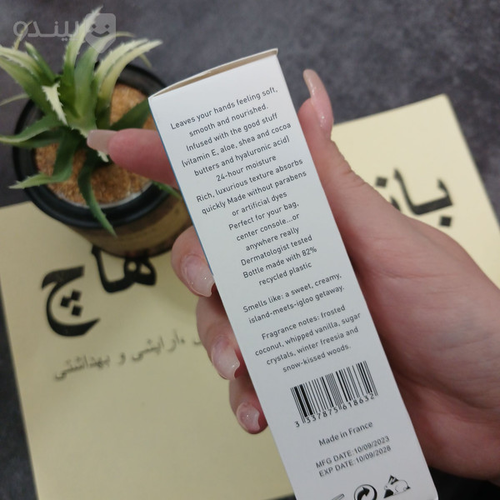 بیندو
Leaves your hands feeling soft,
smooth and nourished.
Infused with the good stuff
(vitamin E, aloe, shea and cocoa
butters and hyaluronic acid)
24-hour moisture
Rich, luxurious texture absorbs
quickly Made without parabens
or artificial dyes
Perfect for your bag,
center console...or
anywhere really
Dermatologist tested
Bottle made with 82%
recycled plastic
Smells like: a sweet, creamy,
island-meets-igloo getaway.
Fragrance notes: frosted
coconut, whipped vanilla, sugar
crystals, winter freesia and
snow-kissed woods.
3 337875 618632
Made in France
MFG DATE:10/09/2023
EXP DATE:10/09/2028
هاچ
آرایشی و بهداشتی